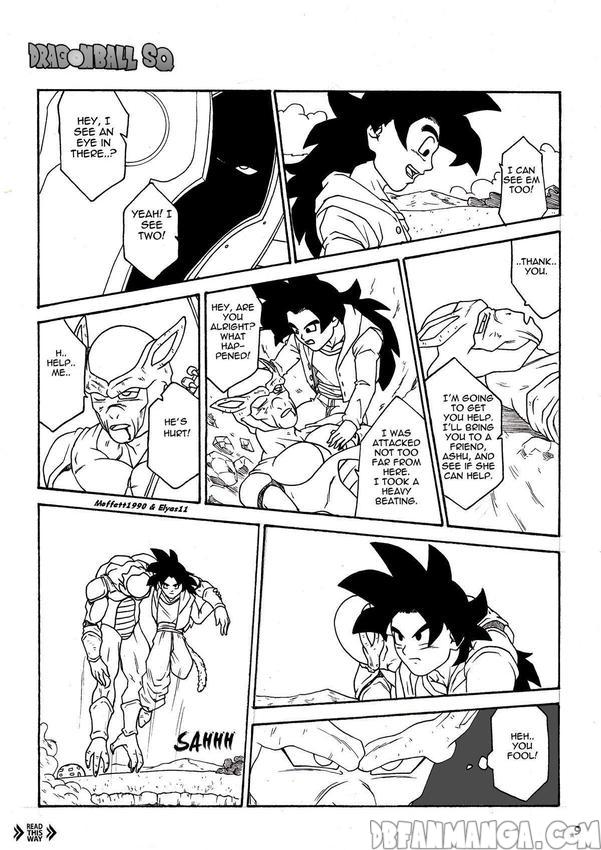 DRAGONBALL SQ
HEY, I
SEE AN
EYE IN
THERE..?
YEAH! I
SEE
TWO!
I CAN
SEE EM
TOO!
H..
HELP..
ME..
HE'S
HURT!
HEY, ARE
YOU
ALRIGHT?
WHAT
HAP-
PENED!
I WAS
ATTACKED
NOT TOO
FAR FROM
HERE. I
TOOK A
HEAVY
BEATING.
..THANK..
YOU.
I'M GOING
TO GET
YOU HELP.
I'LL BRING
YOU TO A
FRIEND,
ASHU, AND
SEE IF SHE
CAN HELP.
Moffett1990 & Elyas11
SAHHH
HEH..
YOU
FOOL!
READ
THIS
WAY
9
DBFANMANGA.COM